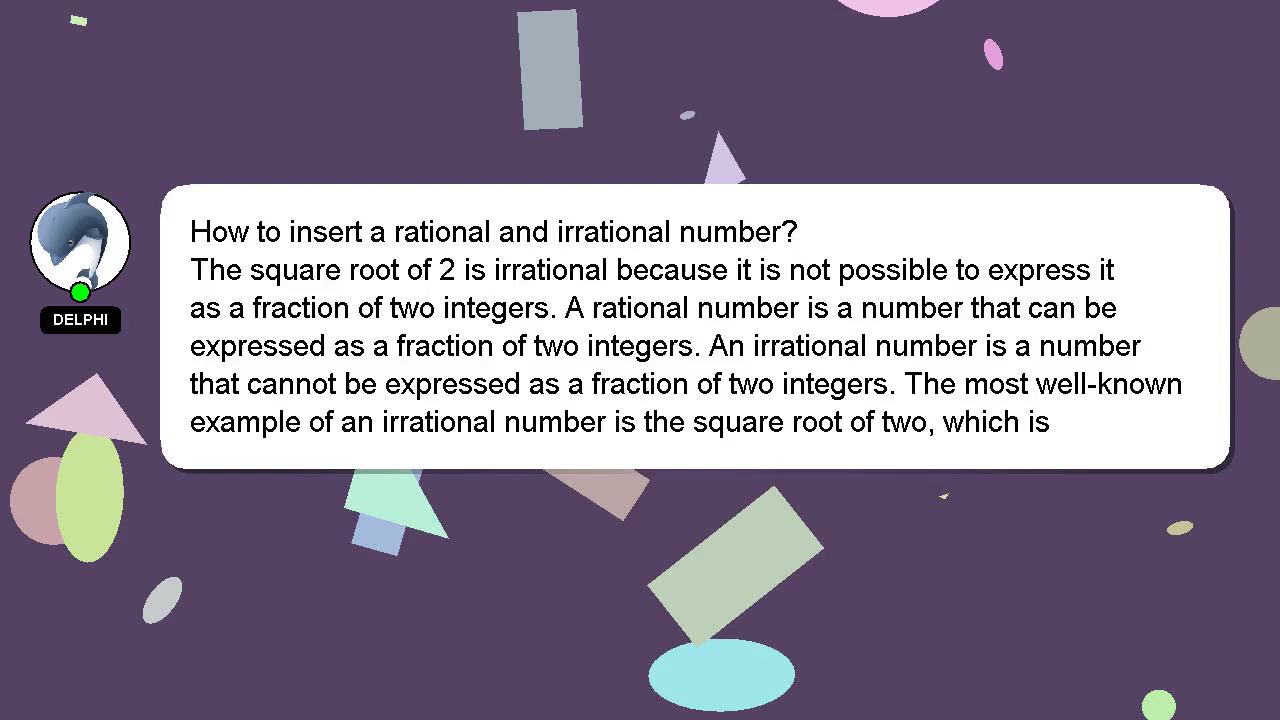 How to insert a rational and irrational number?
The square root of 2 is irrational because it is not possible to express it
as a fraction of two integers. A rational number is a number that can be
expressed as a fraction of two integers. An irrational number is a number
that cannot be expressed as a fraction of two integers. The most well-known
example of an irrational number is the square root of two, which is
DELPHI